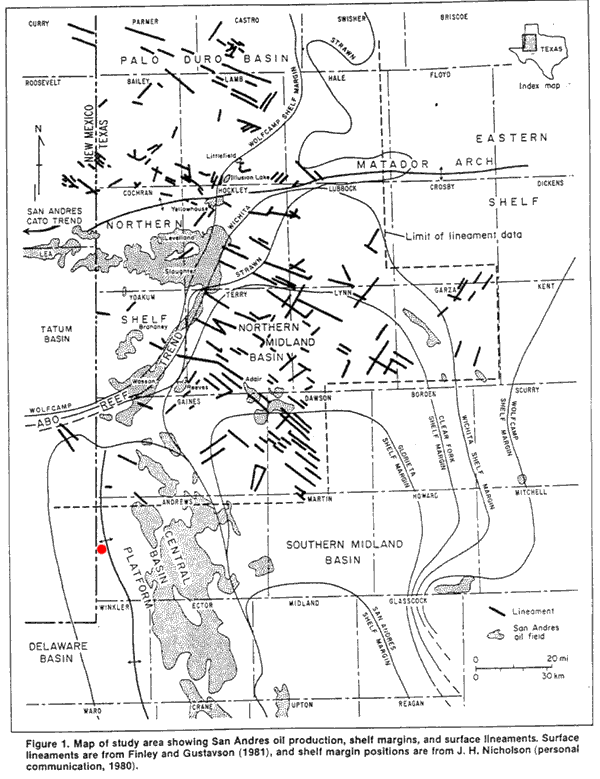 CURRY
PARMER
CASTRO
SWISHER
BRISCOE
STRAWN
TEXAS
Index map
PALO DURO BASIN
ROOSEVELT
BAILEY
LAMB
HALE
FLOYD
NEW MEXICO
TEXAS
N
WOLFCAMP SHELF MARGIN
EASTERN
Littlefield
Illusion Lake
MATADOR ARCH
COCHRAN
HOCKLEY
LUBBOCK
CROSBY
DICKENS
SHELF
SAN ANDRES
CATO TREND
Yellowhouse
NORTHERN
WICHITA
Levelland
Limit of lineament data
LEA
Slaughter
STRAWN
YOAKUM
TERRY
LYNN
GARZA
KENT
SHELF
Brahaney
TATUM
BASIN
NORTHERN
MIDLAND
BASIN
TREND
Wasson
Reeves
Adair
WOLFCAMP
ABO REEF
GAINES
DAWSON
BORDEN
SCURRY
GLORIETA
SHELF MARGIN
CLEAR FORK
SHELF MARGIN
WICHITA
SHELF MARGIN
WOLFCAMP
SHELF MARGIN
ANDREWS
MARTIN
HOWARD
MITCHELL
CENTRAL
BASIN
PLATFORM
SOUTHERN MIDLAND
BASIN
WINKLER
ECTOR
MIDLAND
GLASSCOCK
SAN ANDRES
SHELF MARGIN
Lineament
San Andres
oil field
DELAWARE
BASIN
0 20 mi
0 30 km
WARD
CRANE
UPTON
REAGAN
Figure 1. Map of study area showing San Andres oil production, shelf margins, and surface lineaments. Surface
lineaments are from Finley and Gustavson (1981), and shelf margin positions are from J. H. Nicholson (personal
communication, 1980).